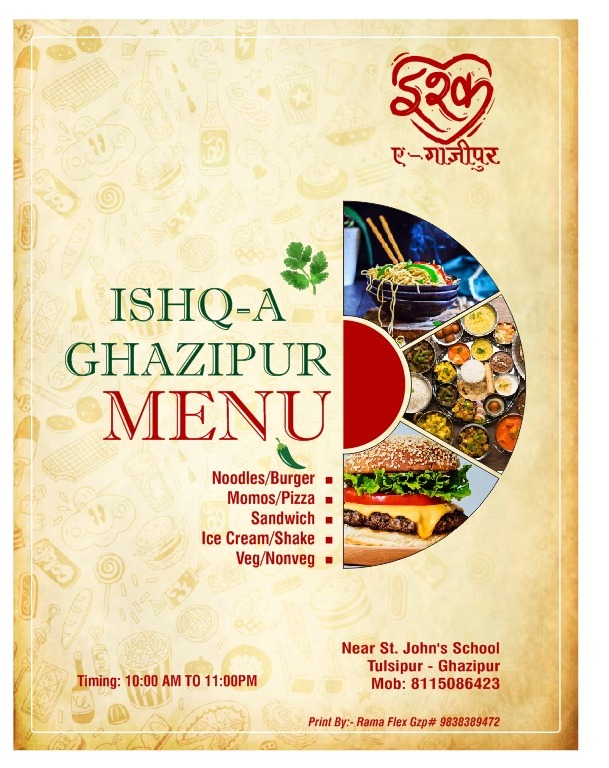 इश्क
ए-गाज़ीपुर
ISHQ-A
GHAZIPUR
MENU
Noodles/Burger
Momos/Pizza
Sandwich
Ice Cream/Shake
Veg/Nonveg
Near St. John's School
Tulsipur - Ghazipur
Timing: 10:00 AM TO 11:00PM
Mob: 8115086423
Print By:- Rama Flex Gzp# 9838389472